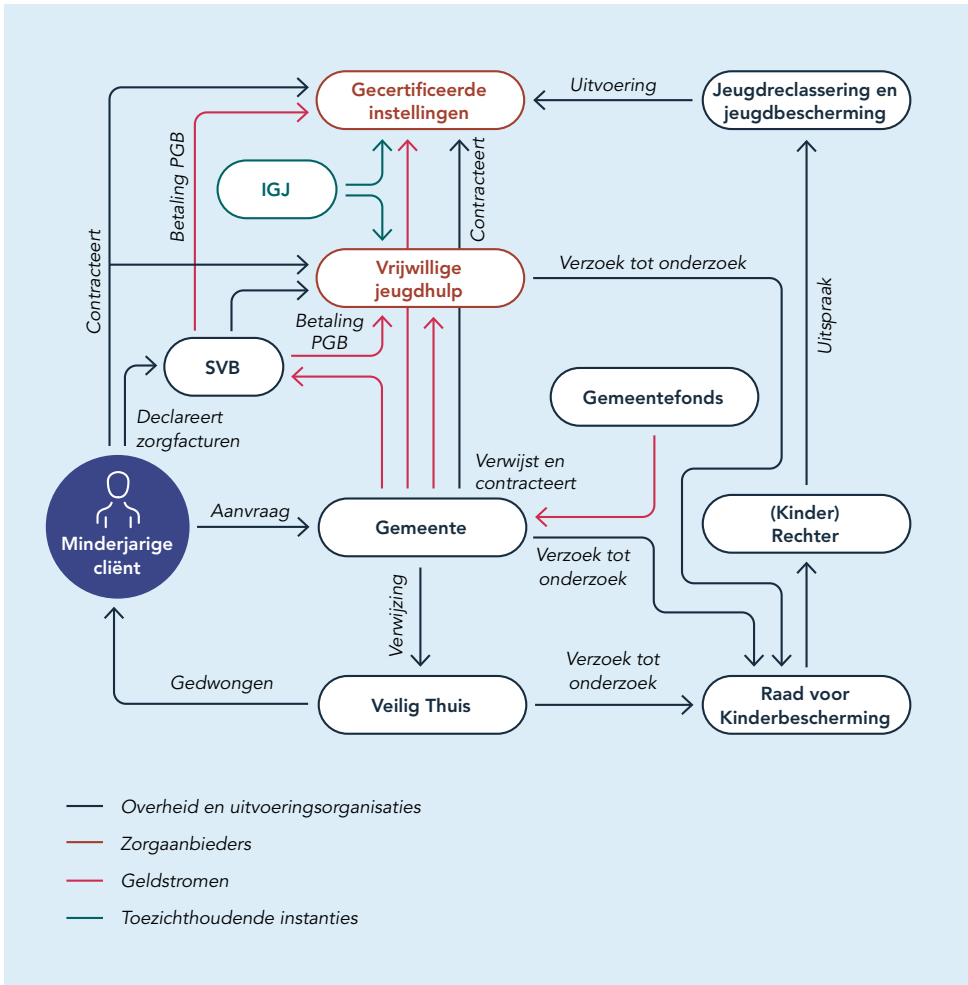 Gecertificeerde
instellingen
Uitvoering
Jeugdreclassering en
jeugdbescherming
Betaling PGB
IGJ
Contracteert
Contracteert
Vrijwillige
jeugdhulp
Verzoek tot onderzoek
Uitspraak
Betaling
PGB
SVB
Gemeentefonds
Declareert
zorgfacturen
Verwijst en
contracteert
Minderjarige
cliënt
Aanvraag
Gemeente
(Kinder)
Rechter
Verzoek tot
onderzoek
Verwijzing
Gedwongen
Veilig Thuis
Verzoek tot
onderzoek
Raad voor
Kinderbescherming
Overheid en uitvoeringsorganisaties
Zorgaanbieders
Geldstromen
Toezichthoudende instanties